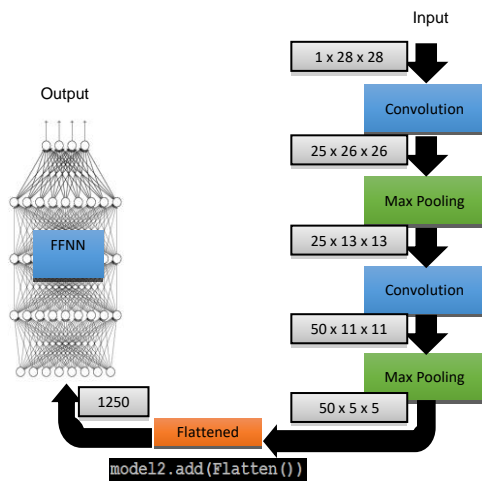 Input
1 x 28 x 28
Convolution
25 x 26 x 26
Max Pooling
25 x 13 x 13
Convolution
50 x 11 x 11
Max Pooling
50 x 5 x 5
Flattened
model2.add(Flatten())
1250
FFNN
Output